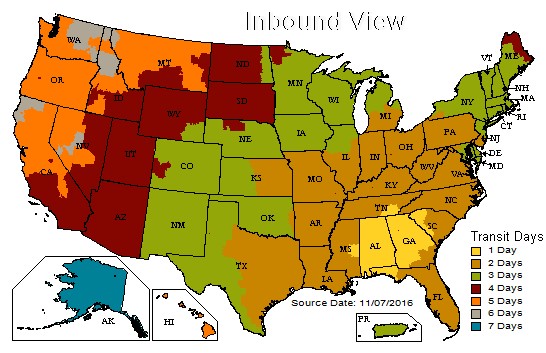 Inbound View
WA
OR
MT
ID
WY
ND
SD
MN
WI
MI
NY
VT
ME
NH
MA
RI
CT
NJ
DE
MD
PA
OH
IN
IL
IA
NE
NV
CA
UT
CO
KS
MO
KY
WV
VA
NC
TN
AZ
NM
OK
AR
TX
MS
AL
GA
SC
FL
AK
HI
PR
Source Date: 11/07/2016
Transit Days
1 Day
2 Days
3 Days
4 Days
5 Days
6 Days
7 Days